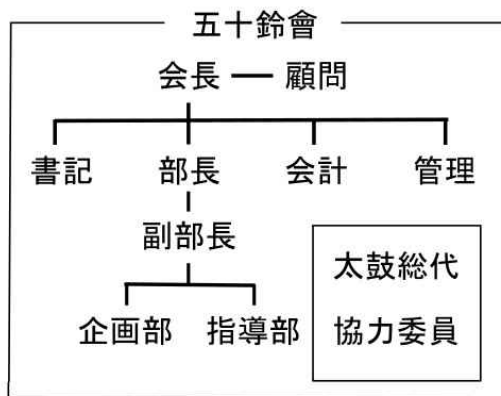 五十鈴會
会長 顧問
書記 部長 会計 管理
副部長
太鼓総代
企画部 指導部 協力委員